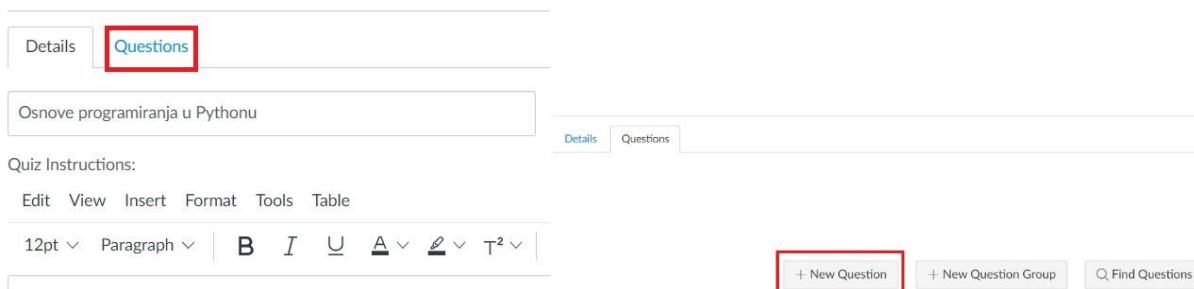 Details Questions
Osnove programiranja u Pythonu
Quiz Instructions:
Edit View Insert Format Tools Table
12pt Paragraph B I U A T²
Details Questions
+ New Question + New Question Group Find Questions